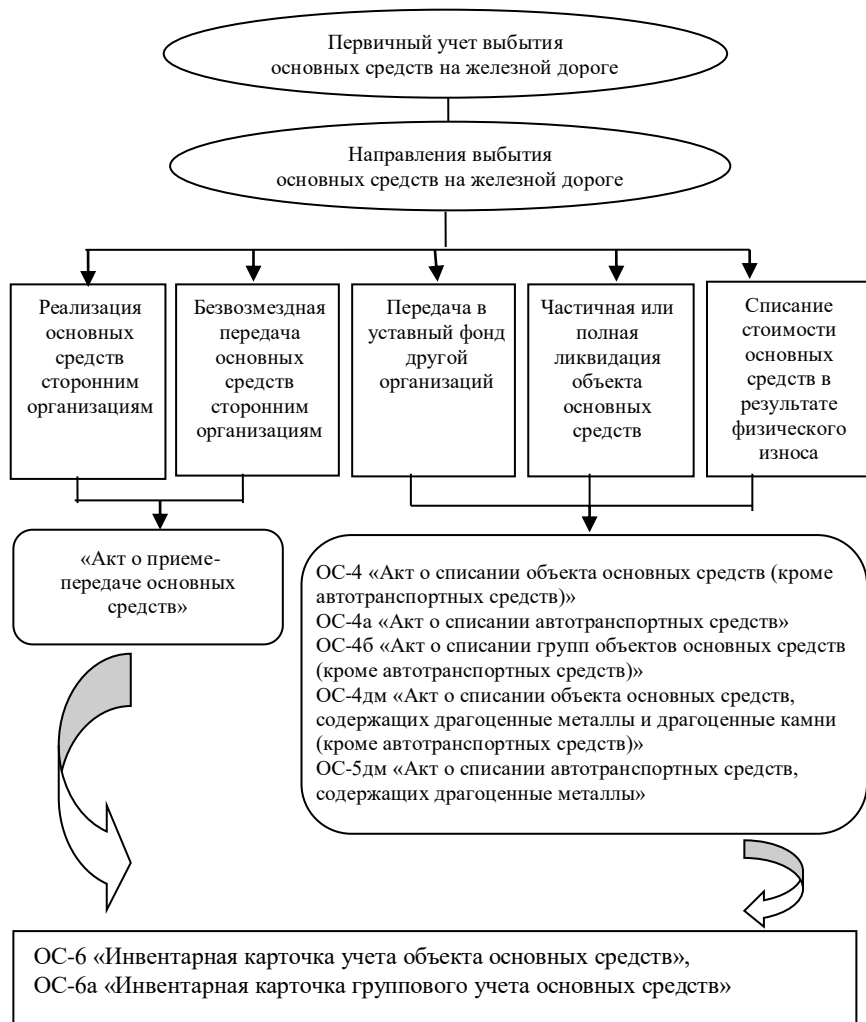 Первичный учет выбытия
основных средств на железной дороге
Направления выбытия
основных средств на железной дороге
Реализация
основных
средств
сторонним
организациям
Безвозмездная
передача
основных
средств
сторонним
организациям
Передача в
уставный фонд
другой
организаций
Частичная или
полная
ликвидация
объекта
основных
средств
Списание
стоимости
основных
средств в
результате
физического
износа
«Акт о приеме-
передаче основных
средств»
ОС-4 «Акт о списании объекта основных средств (кроме
автотранспортных средств)»
ОС-4а «Акт о списании автотранспортных средств»
ОС-4б «Акт о списании групп объектов основных средств
(кроме автотранспортных средств)»
ОС-4дм «Акт о списании объекта основных средств,
содержащих драгоценные металлы и драгоценные камни
(кроме автотранспортных средств)»
ОС-5дм «Акт о списании автотранспортных средств,
содержащих драгоценные металлы»
ОС-6 «Инвентарная карточка учета объекта основных средств»,
ОС-6а «Инвентарная карточка группового учета основных средств»